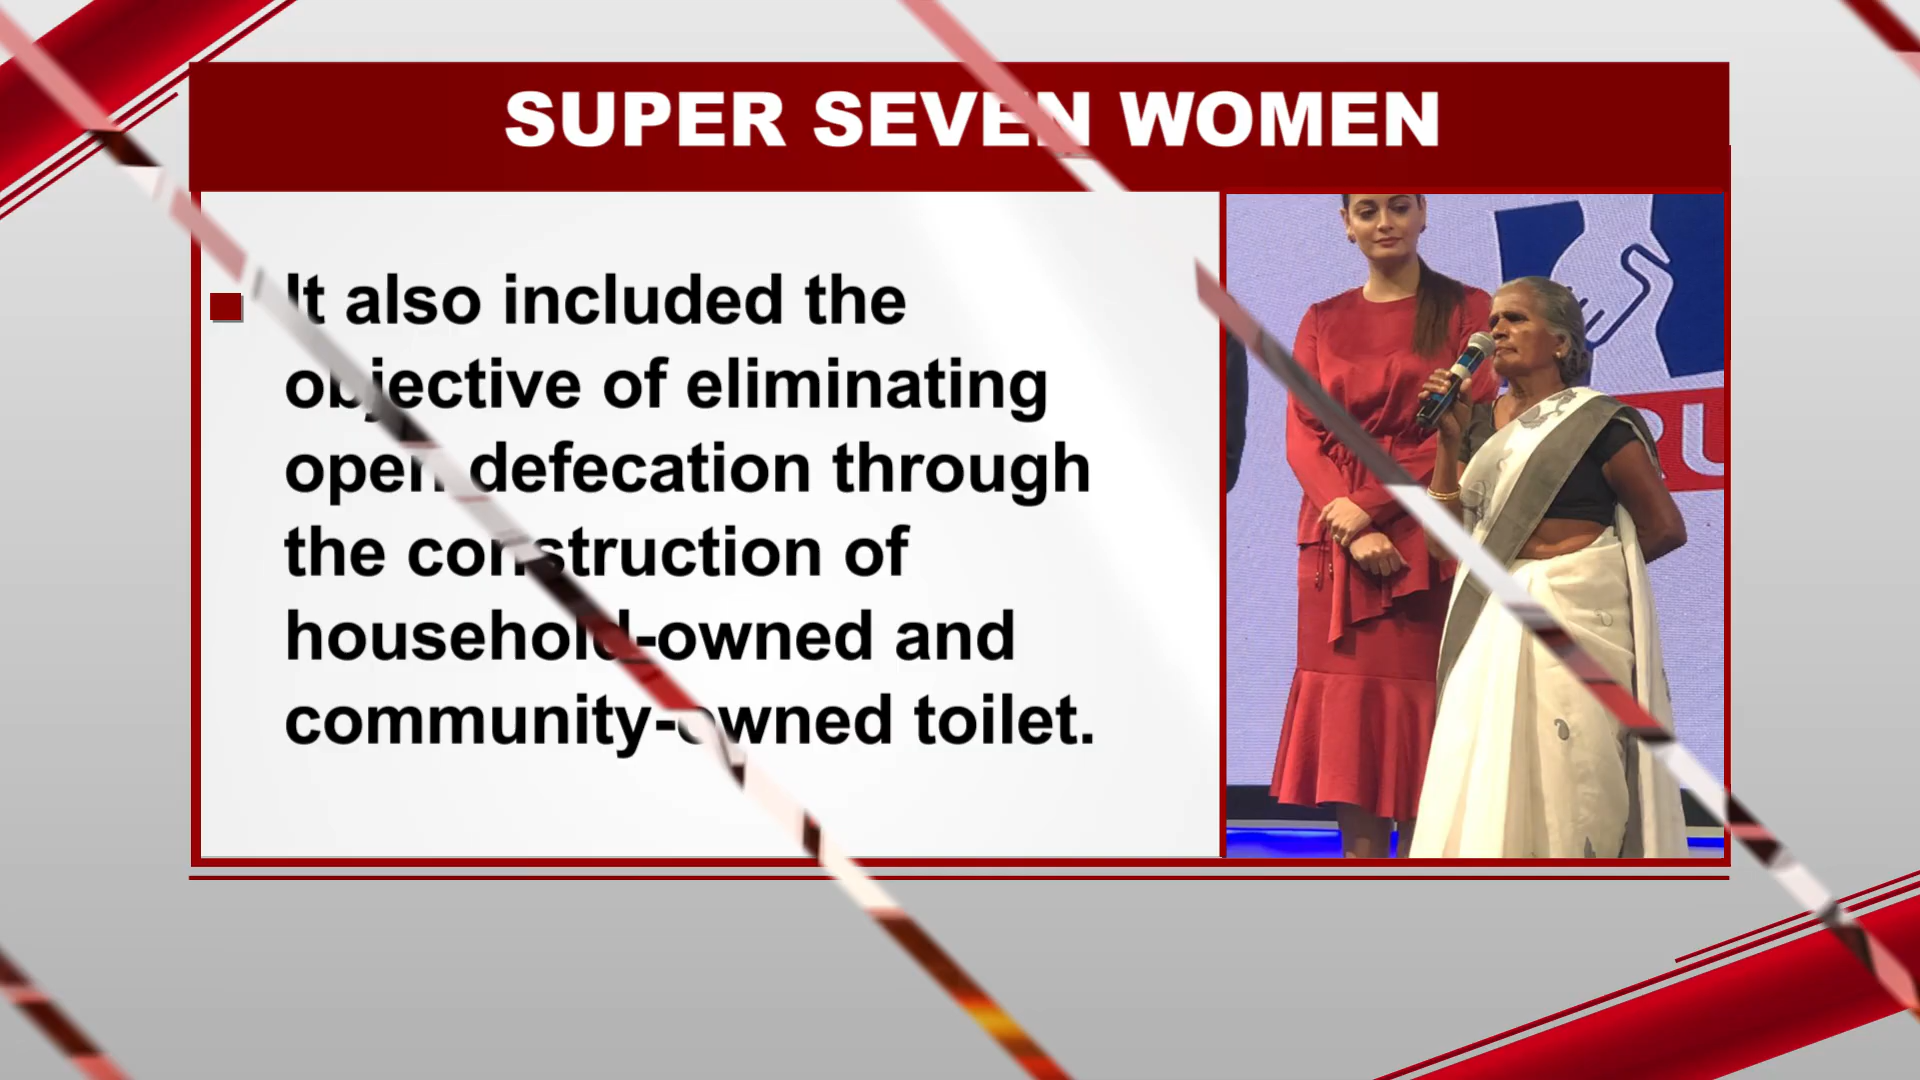 SUPER SEVEN WOMEN
It also included the
objective of eliminating
open defecation through
the construction of
household-owned and
community-owned toilet.